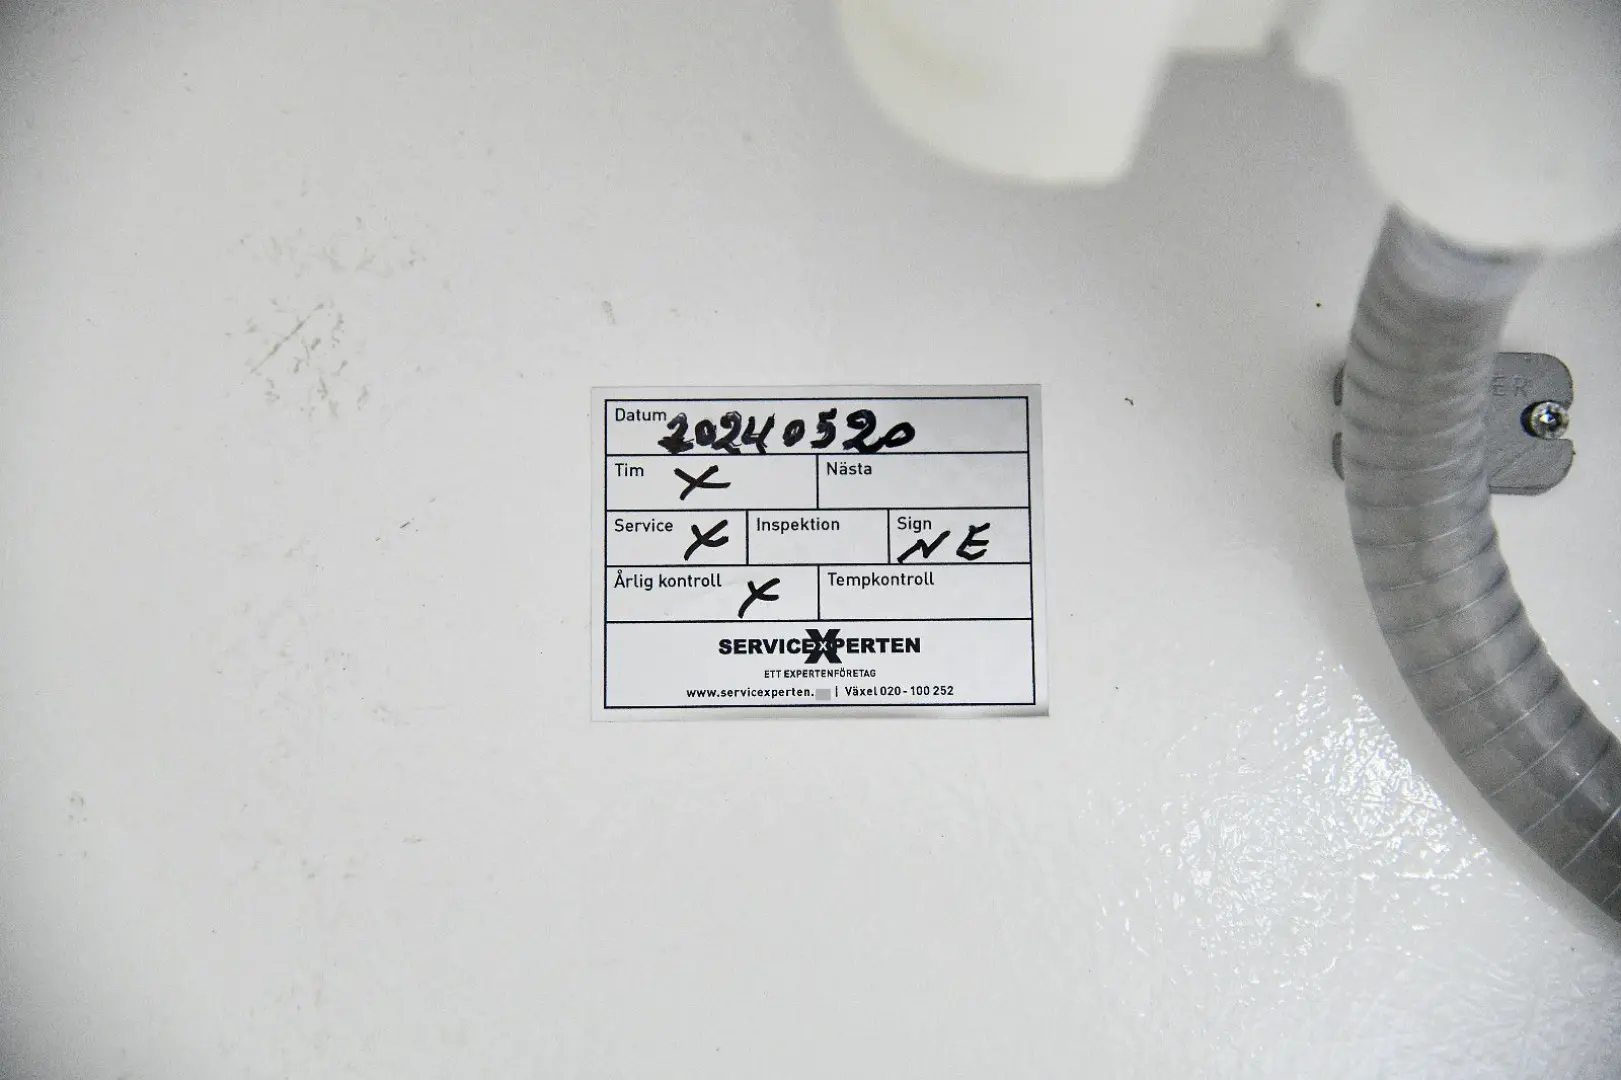 Datum 20240520
Tim X Nästa
Service X Inspektion Sign NE
Årlig kontroll X Tempkontroll
SERVICEXPERTEN
ETT EXPERTENFÖRETAG
www.servicexperten. | Växel 020-100 252